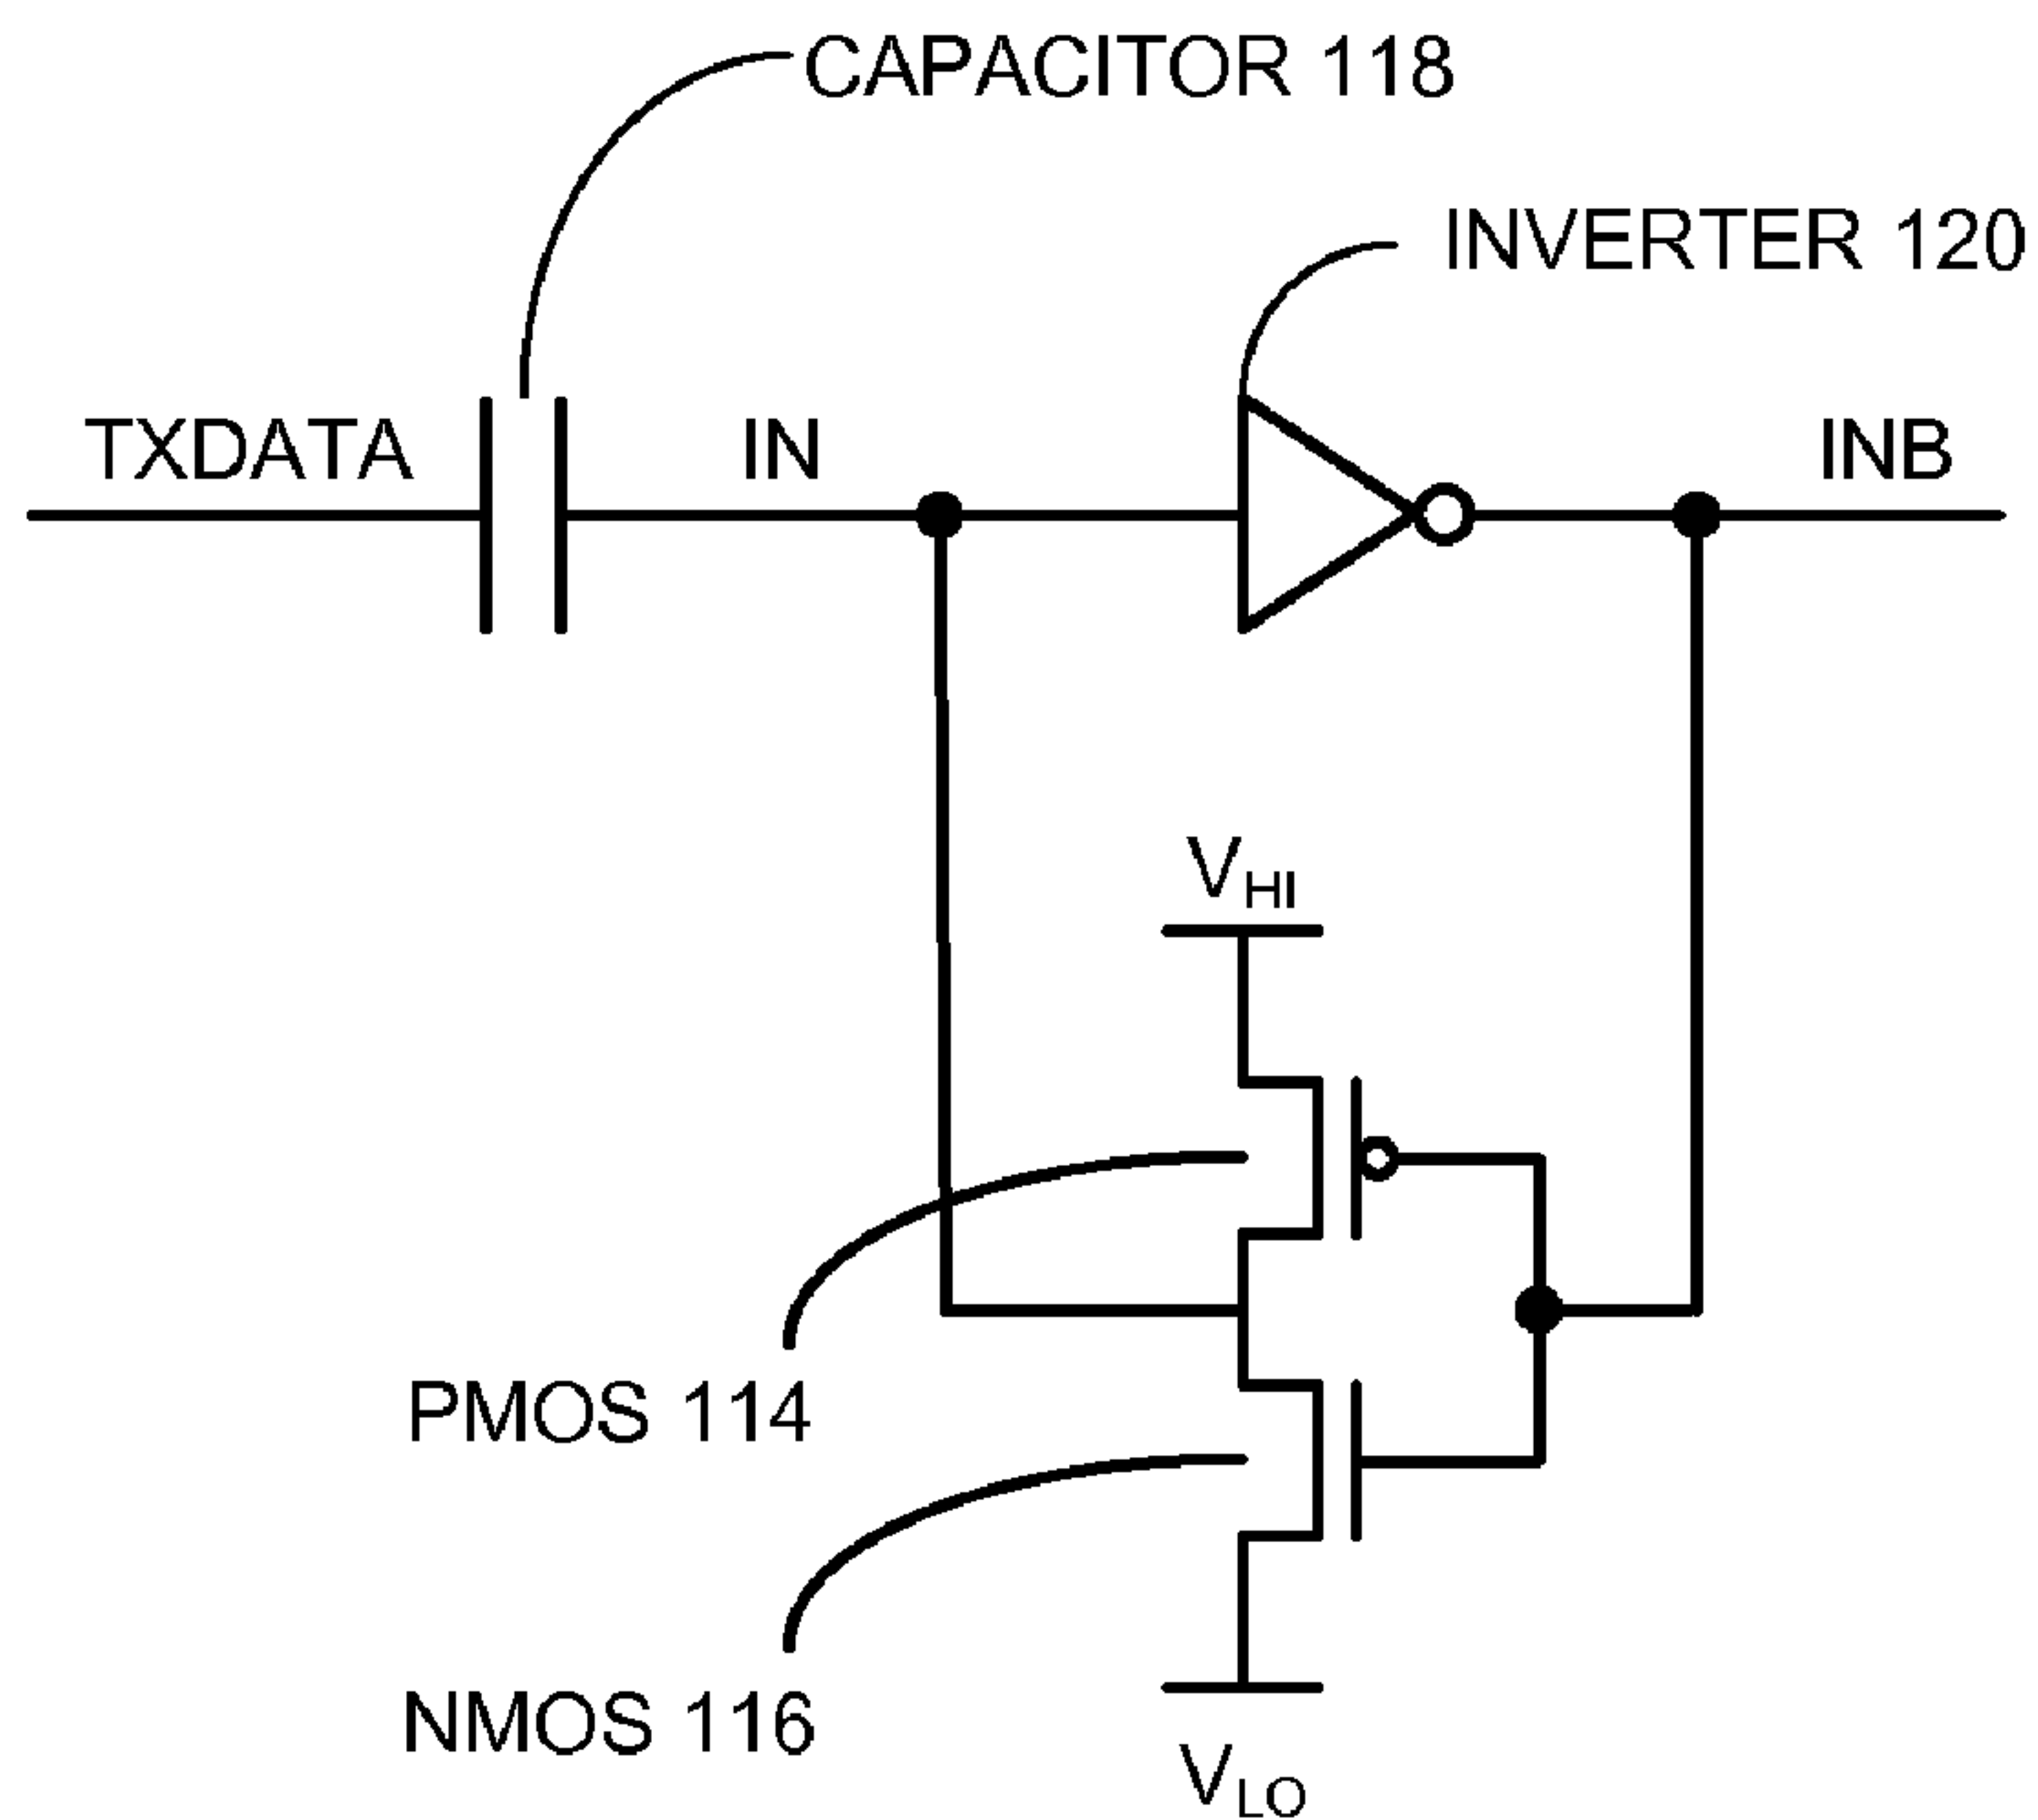 CAPACITOR 118
INVERTER 120
TXDATA
IN
INB
VHI
PMOS 114
NMOS 116
VLO